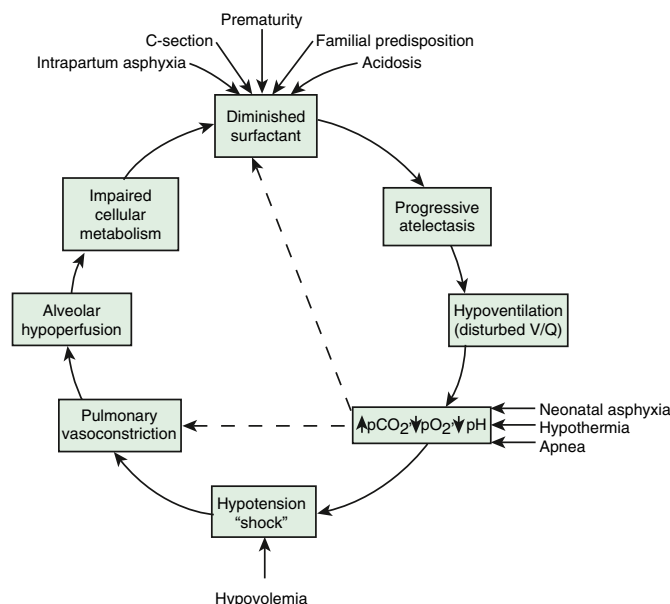 Prematurity
C-section
Familial predisposition
Intrapartum asphyxia
Acidosis
Diminished
surfactant
Impaired
cellular
metabolism
Progressive
atelectasis
Alveolar
hypoperfusion
Hypoventilation
(disturbed V/Q)
Pulmonary
vasoconstriction
↑pCO2,↓pO2,↓pH
Neonatal asphyxia
Hypothermia
Apnea
Hypotension
“shock”
Hypovolemia